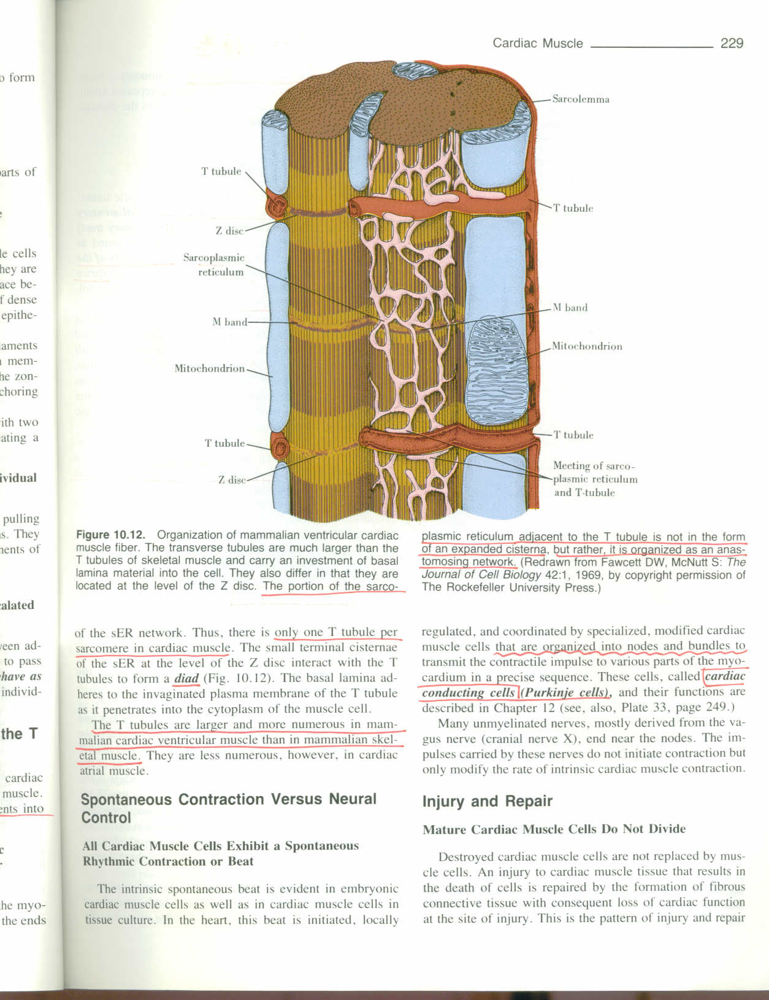 Cardiac Muscle 229
o form
arts of
e
le cells
hey are
ace be-
f dense
epithe-
laments
mem-
he zon-
choring
ith two
ating a
ividual
pulling
s. They
nents of
calated
een ad-
to pass
have as
individ-
the T
cardiac
muscle.
ents into
c
r
he myo-
the ends
Sarcolemma
T tubule
T tubule
Z disc
Sarcoplasmic
reticulum
M band
M band
Mitochondrion
Mitochondrion
T tubule
T tubule
Z disc
Meeting of sarco-
plasmic reticulum
and T-tubule
Figure 10.12. Organization of mammalian ventricular cardiac
muscle fiber. The transverse tubules are much larger than the
T tubules of skeletal muscle and carry an investment of basal
lamina material into the cell. They also differ in that they are
located at the level of the Z disc. The portion of the sarco-
plasmic reticulum adjacent to the T tubule is not in the form
of an expanded cisterna, but rather, it is organized as an anas-
tomosing network. (Redrawn from Fawcett DW, McNutt S: The
Journal of Cell Biology 42:1, 1969, by copyright permission of
The Rockefeller University Press.)
of the sER network. Thus, there is only one T tubule per
sarcomere in cardiac muscle. The small terminal cisternae
of the sER at the level of the Z disc interact with the T
tubules to form a diad (Fig. 10.12). The basal lamina ad-
heres to the invaginated plasma membrane of the T tubule
as it penetrates into the cytoplasm of the muscle cell.
The T tubules are larger and more numerous in mam-
malian cardiac ventricular muscle than in mammalian skel-
etal muscle. They are less numerous, however, in cardiac
atrial muscle.
Spontaneous Contraction Versus Neural
Control
All Cardiac Muscle Cells Exhibit a Spontaneous
Rhythmic Contraction or Beat
The intrinsic spontaneous beat is evident in embryonic
cardiac muscle cells as well as in cardiac muscle cells in
tissue culture. In the heart, this beat is initiated, locally
regulated, and coordinated by specialized, modified cardiac
muscle cells that are organized into nodes and bundles to
transmit the contractile impulse to various parts of the myo-
cardium in a precise sequence. These cells, called cardiac
conducting cells (Purkinje cells), and their functions are
described in Chapter 12 (see, also, Plate 33, page 249.)
Many unmyelinated nerves, mostly derived from the va-
gus nerve (cranial nerve X), end near the nodes. The im-
pulses carried by these nerves do not initiate contraction but
only modify the rate of intrinsic cardiac muscle contraction.
Injury and Repair
Mature Cardiac Muscle Cells Do Not Divide
Destroyed cardiac muscle cells are not replaced by mus-
cle cells. An injury to cardiac muscle tissue that results in
the death of cells is repaired by the formation of fibrous
connective tissue with consequent loss of cardiac function
at the site of injury. This is the pattern of injury and repair